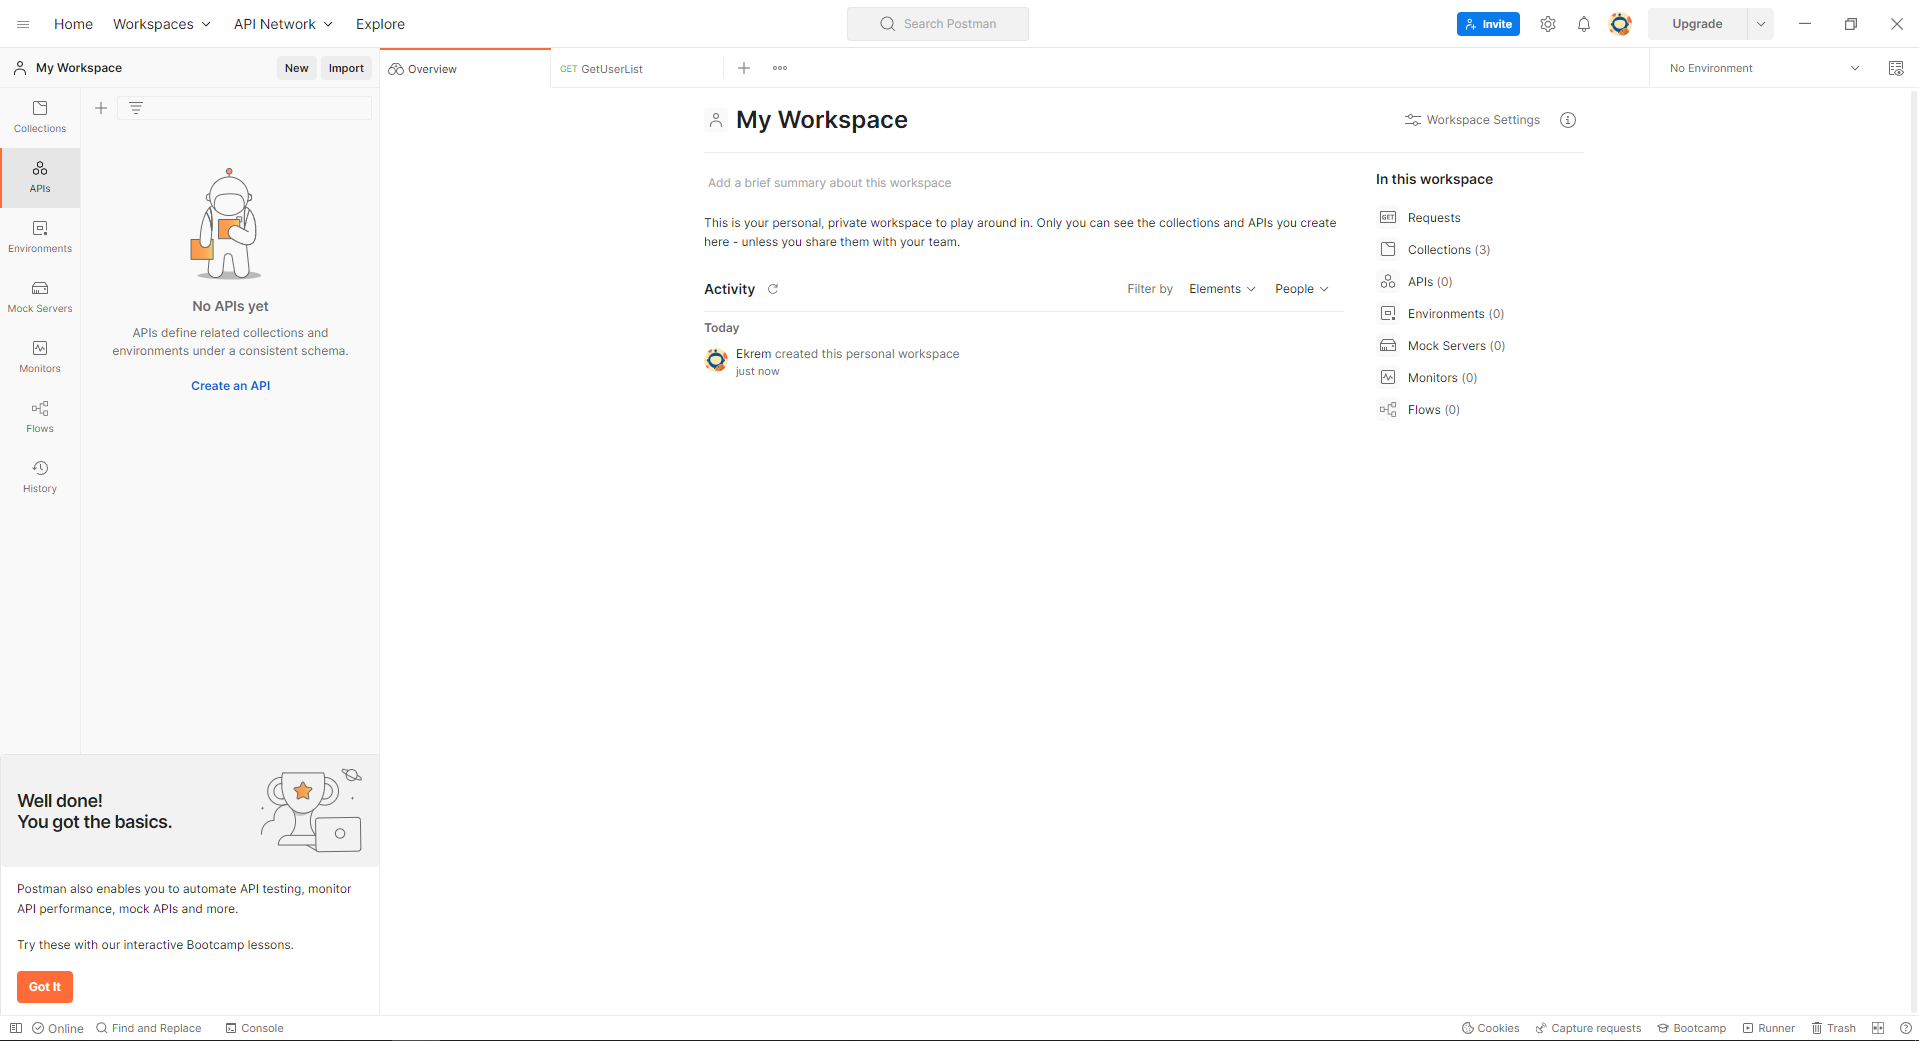 Home
Workspaces
API Network
Explore
Search Postman
Invite
Upgrade
My Workspace
New
Import
Overview
GET GetUserList
No Environment
Collections
APIs
Environments
Mock Servers
Monitors
Flows
History
No APIs yet
APIs define related collections and
environments under a consistent schema.
Create an API
My Workspace
Workspace Settings
Add a brief summary about this workspace
This is your personal, private workspace to play around in. Only you can see the collections and APIs you create
here - unless you share them with your team.
Activity
Filter by
Elements
People
Today
Ekrem created this personal workspace
just now
In this workspace
GET Requests
Collections (3)
APIs (0)
Environments (0)
Mock Servers (0)
Monitors (0)
Flows (0)
Well done!
You got the basics.
Postman also enables you to automate API testing, monitor
API performance, mock APIs and more.
Try these with our interactive Bootcamp lessons.
Got It
Online
Find and Replace
Console
Cookies
Capture requests
Bootcamp
Runner
Trash